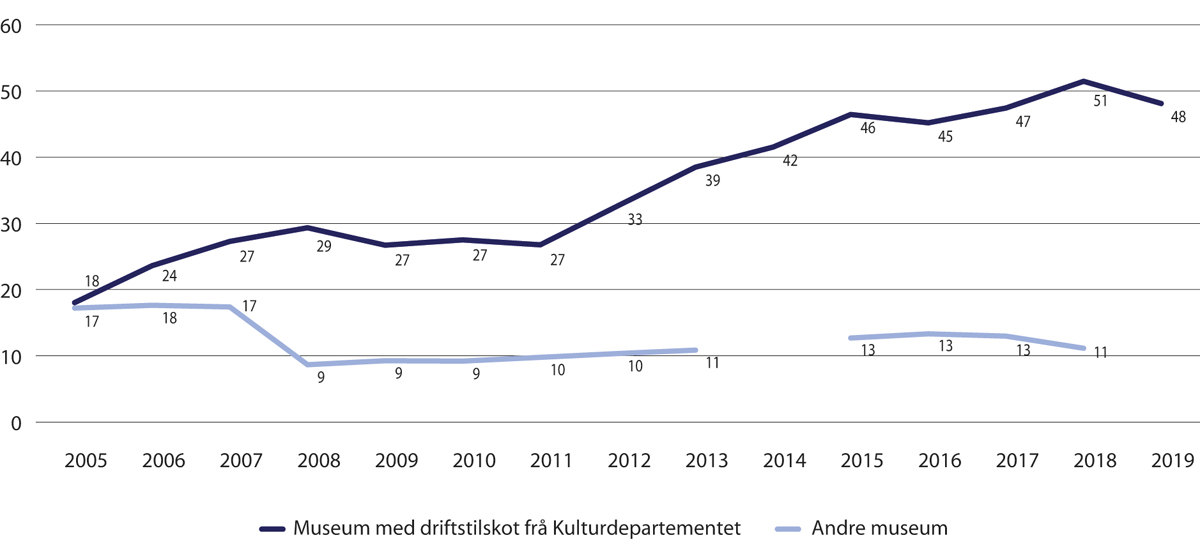 60
50
40
30
20
10
0
18 24 27 29 27 27 27 33 39 42 46 45 47 51 48
17 18 17 9 9 9 10 10 11 13 13 13 11
2005 2006 2007 2008 2009 2010 2011 2012 2013 2014 2015 2016 2017 2018 2019
Museum med driftstilskot frå Kulturdepartementet Andre museum